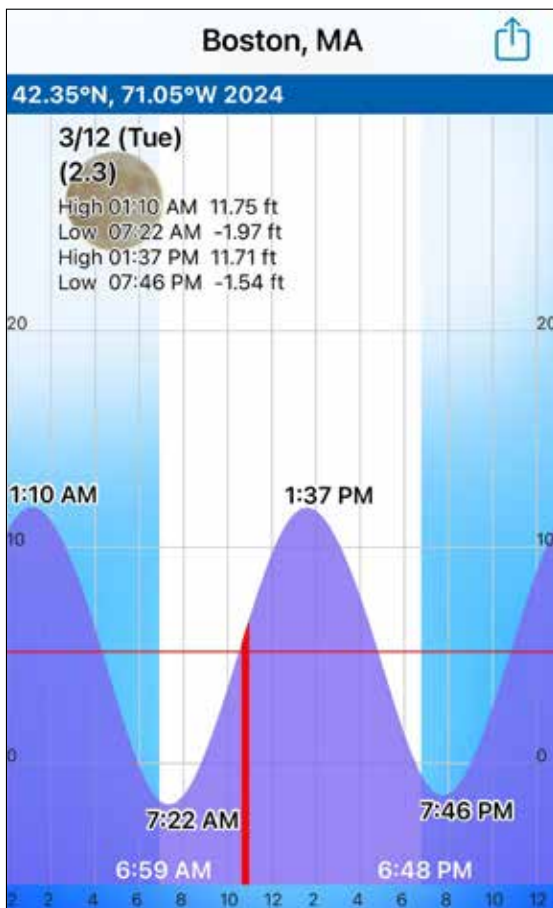 Boston, MA
42.35°N, 71.05°W 2024
3/12 (Tue)
(2.3)
High 01:10 AM 11.75 ft
Low 07:22 AM -1.97 ft
High 01:37 PM 11.71 ft
Low 07:46 PM -1.54 ft
20 20
1:10 AM 1:37 PM
10 10
0 0
7:22 AM 7:46 PM
6:59 AM 6:48 PM
2 2 4 6 8 10 12 2 4 6 8 10 12